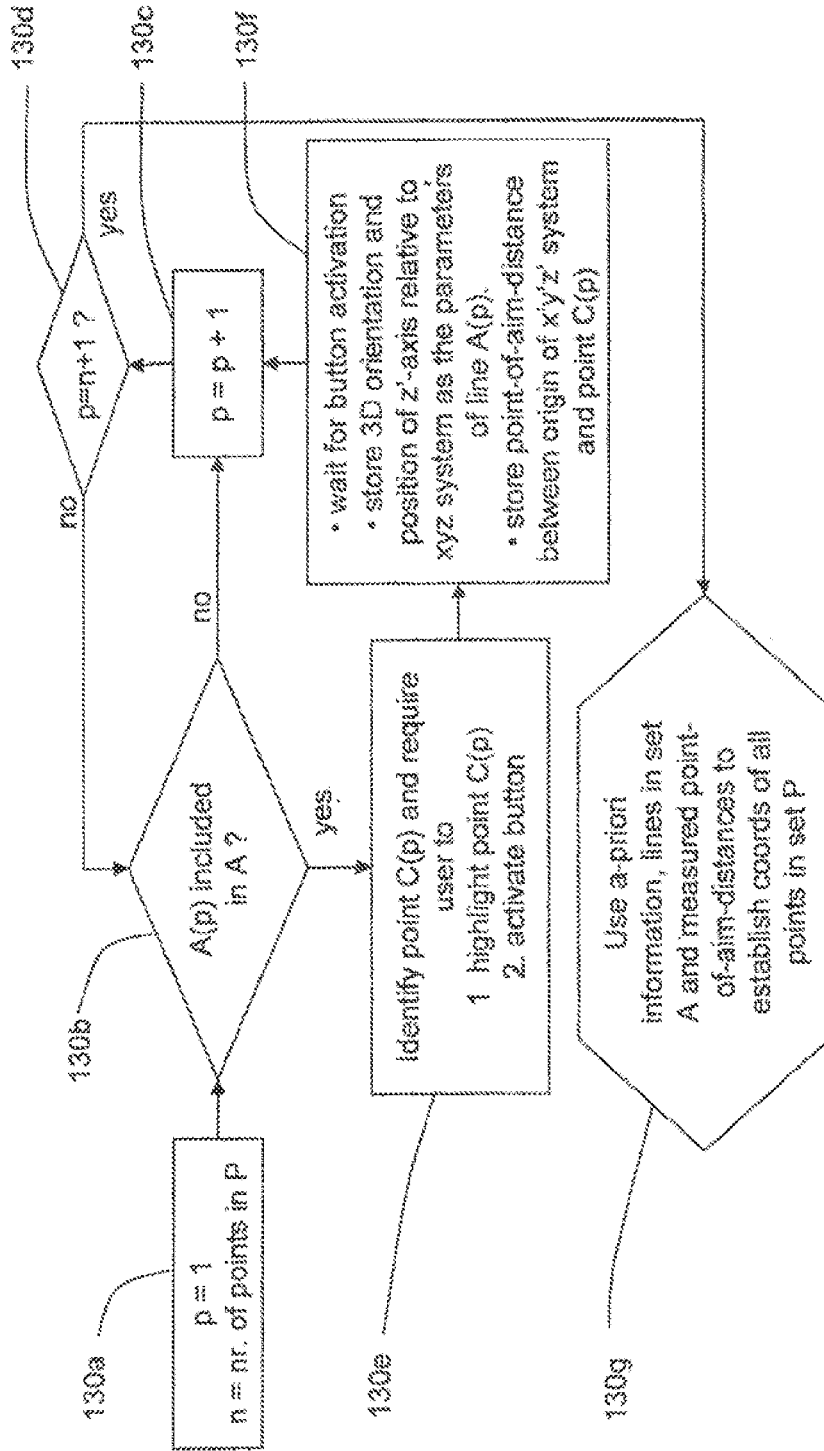 130a
p = 1
n = nr. of points in P
130b
A(p) included
in A ?
no
yes
130c
p = p + 1
130d
p=n+1 ?
no
yes
130e
Identify point C(p) and require
user to
1 highlight point C(p)
2. activate button
130f
• wait for button activation
• store 3D orientation and
position of z'-axis relative to
xyz system as the parameters
of line A(p).
• store point-of-aim-distance
between origin of x'y'z' system
and point C(p)
130g
Use a-priori
information, lines in set
A and measured point-
of-aim-distances to
establish coords of all
points in set P